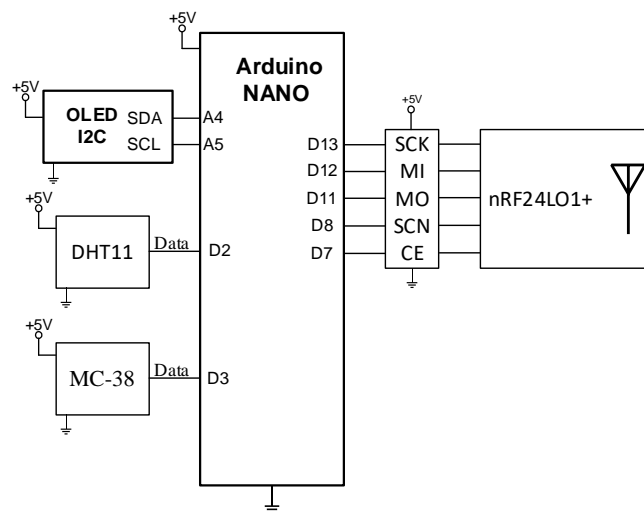 +5V
Arduino
NANO
+5V
OLED
I2C
SDA
SCL
A4
A5
+5V
DHT11
Data
D2
+5V
MC-38
Data
D3
D13
D12
D11
D8
D7
+5V
SCK
MI
MO
SCN
CE
nRF24LO1+